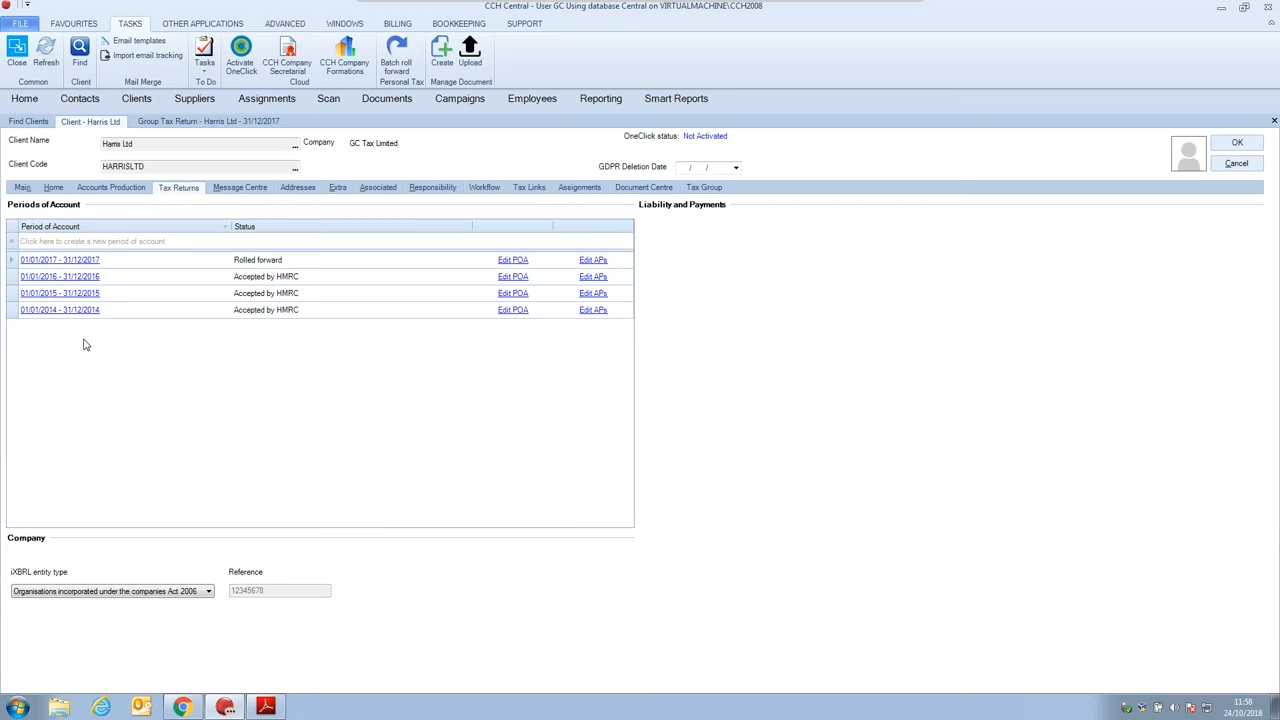 CCH Central - User GC Using database Central on VIRTUALMACHINE\CCH2008
FILE FAVOURITES TASKS OTHER APPLICATIONS ADVANCED WINDOWS BILLING BOOKKEEPING SUPPORT
Close Refresh Find Email templates Import email tracking Tasks Activate OneClick CCH Company Secretarial CCH Company Formations Batch roll forward Create Upload
Common Client Mail Merge To Do Cloud Personal Tax Manage Document
Home Contacts Clients Suppliers Assignments Scan Documents Campaigns Employees Reporting Smart Reports
Find Clients Client - Harris Ltd Group Tax Return - Harris Ltd - 31/12/2017
Client Name Harris Ltd ... Company GC Tax Limited OneClick status: Not Activated OK
Client Code HARRISLTD ... GDPR Deletion Date / / Cancel
Main Home Accounts Production Tax Returns Message Centre Addresses Extra Associated Responsibility Workflow Tax Links Assignments Document Centre Tax Group
Periods of Account Liability and Payments
Period of Account Status
Click here to create a new period of account
01/01/2017 - 31/12/2017 Rolled forward Edit POA Edit APs
01/01/2016 - 31/12/2016 Accepted by HMRC Edit POA Edit APs
01/01/2015 - 31/12/2015 Accepted by HMRC Edit POA Edit APs
01/01/2014 - 31/12/2014 Accepted by HMRC Edit POA Edit APs
Company
iXBRL entity type Reference
Organisations incorporated under the companies Act 2006 12345678
11:58
24/10/2018